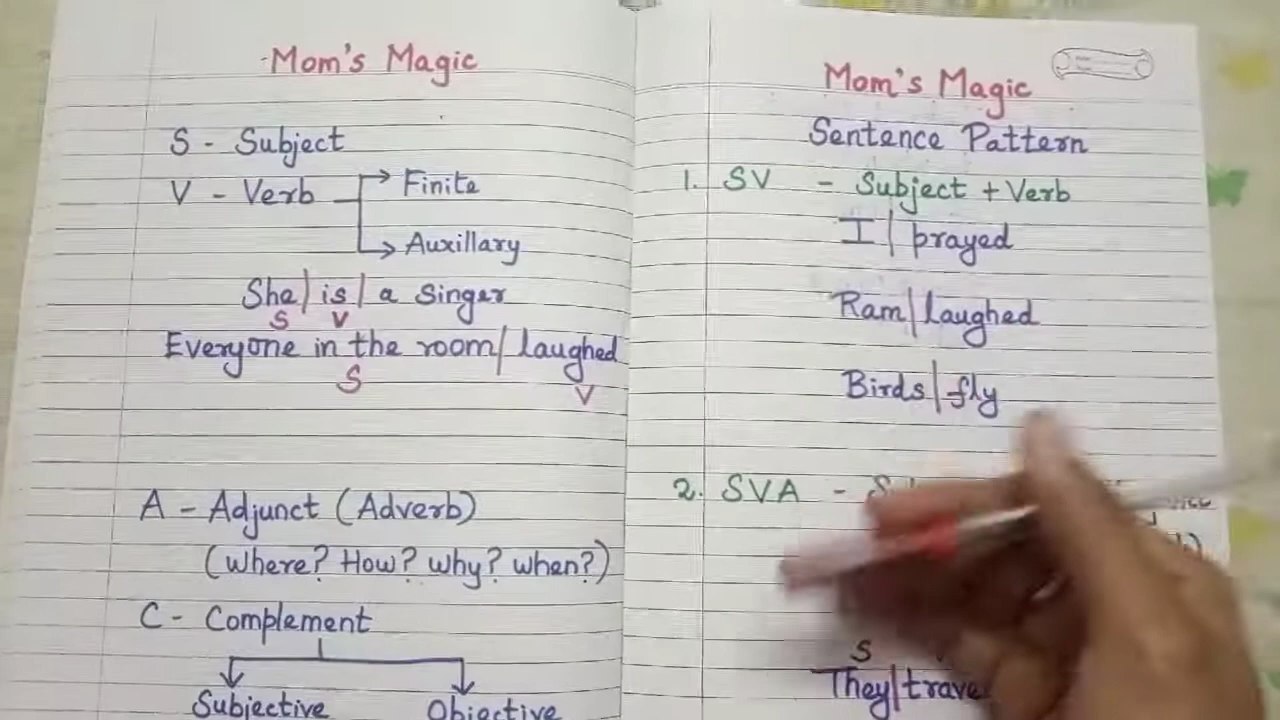 Mom's Magic
S - Subject
V - Verb
Finite
Auxillary
She | is | a singer
S V
Everyone in the room | laughed
S V
A - Adjunct (Adverb)
(Where? How? why? when?)
C - Complement
Subjective Objective
Mom's Magic
Sentence Pattern
1. SV - Subject + Verb
I | prayed
Ram | laughed
Birds | fly
2. SVA -
S
They |